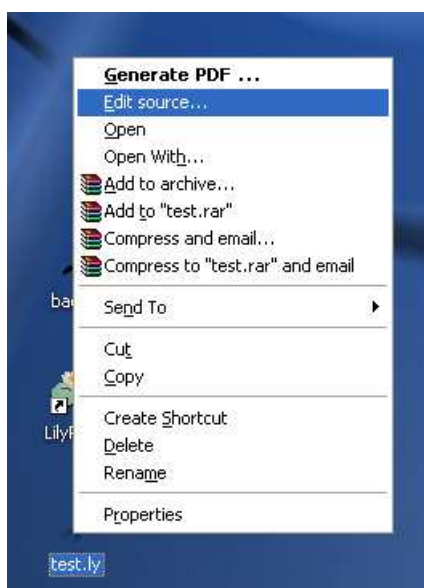 Generate PDF ...
Edit source...
Open
Open With...
Add to archive...
Add to "test.rar"
Compress and email...
Compress to "test.rar" and email
Send To
Cut
Copy
Create Shortcut
Delete
Rename
Properties
test.ly